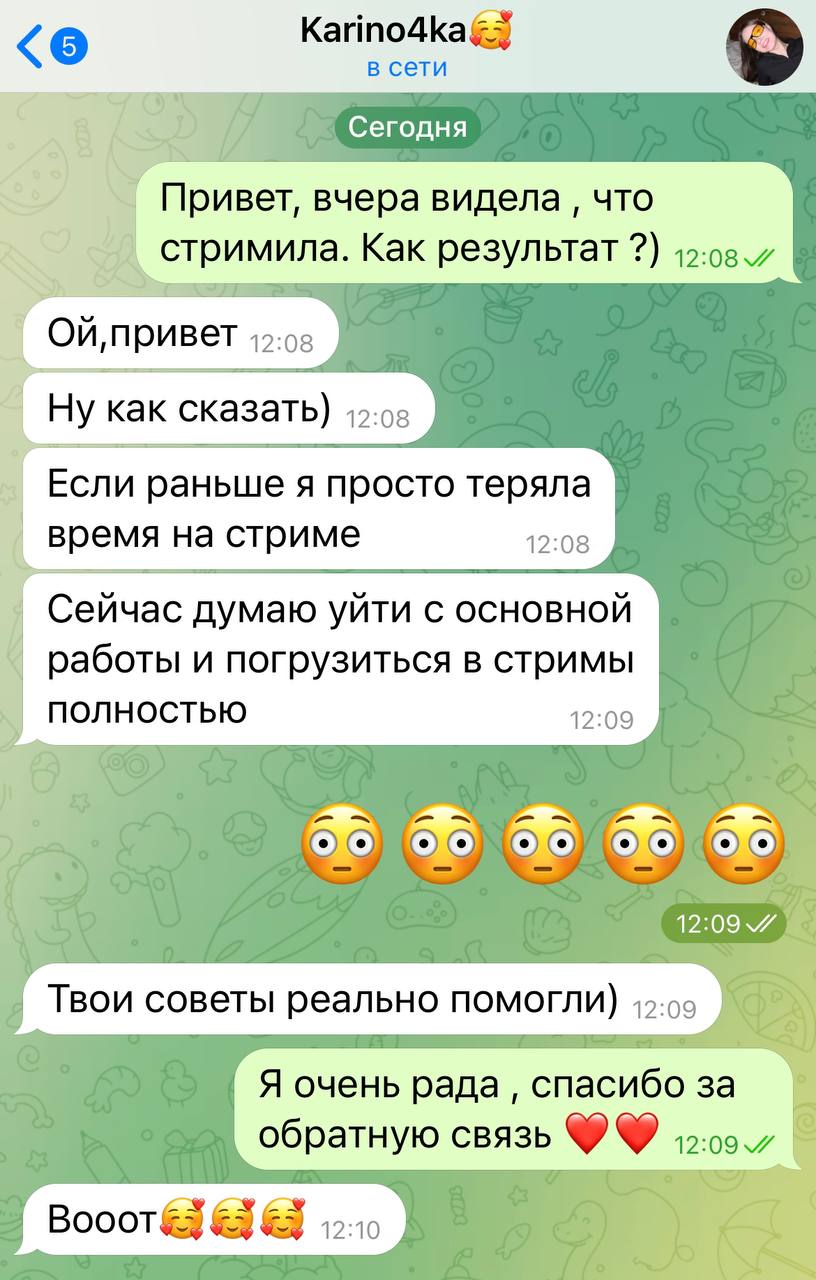 5
Karino4ka🥰
в сети
Сегодня
Привет, вчера видела , что
стримила. Как результат ?) 12:08
Ой,привет 12:08
Ну как сказать) 12:08
Если раньше я просто теряла
время на стриме 12:08
Сейчас думаю уйти с основной
работы и погрузиться в стримы
полностью 12:09
😳😳😳😳😳
12:09
Твои советы реально помогли) 12:09
Я очень рада , спасибо за
обратную связь ❤️❤️ 12:09
Вооот🥰🥰🥰 12:10